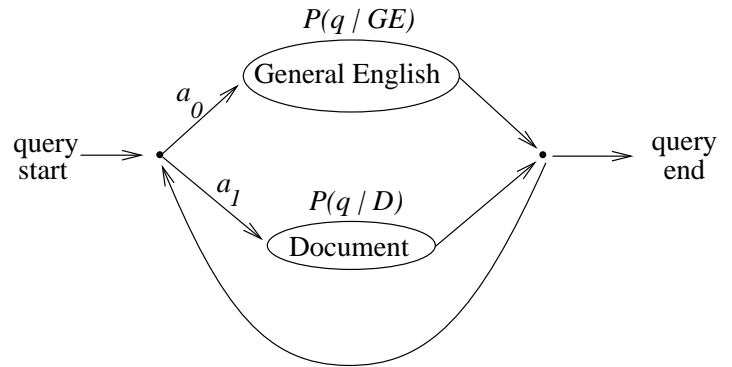 P(q | GE)
General English
a0
query
start
query
end
a1
P(q | D)
Document